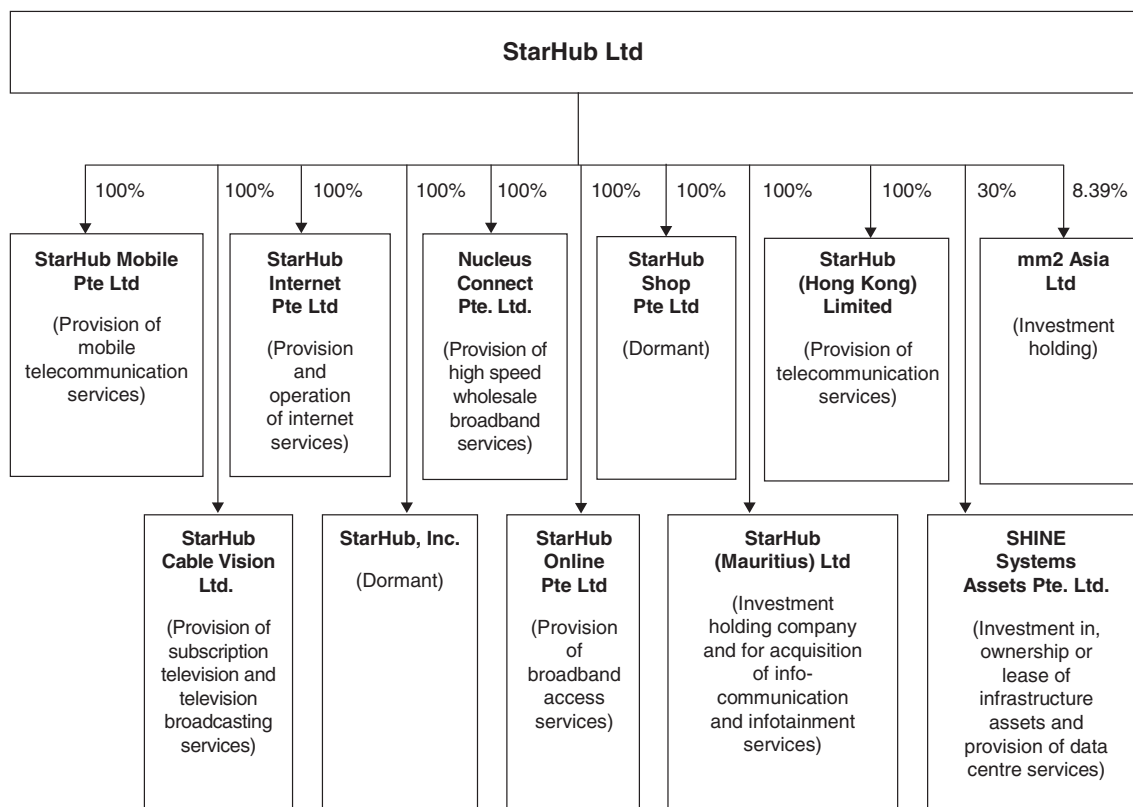 StarHub Ltd
100%
100%
100%
100%
100%
100%
100%
100%
100%
30%
8.39%
StarHub Mobile
Pte Ltd
(Provision of
mobile
telecommunication
services)
StarHub
Internet
Pte Ltd
(Provision
and
operation
of internet
services)
Nucleus
Connect
Pte. Ltd.
(Provision of
high speed
wholesale
broadband
services)
StarHub
Shop
Pte Ltd
(Dormant)
StarHub
(Hong Kong)
Limited
(Provision of
telecommunication
services)
mm2 Asia
Ltd
(Investment
holding)
StarHub
Cable Vision
Ltd.
(Provision of
subscription
television and
television
broadcasting
services)
StarHub, Inc.
(Dormant)
StarHub
Online
Pte Ltd
(Provision
of
broadband
access
services)
StarHub
(Mauritius) Ltd
(Investment
holding company
and for acquisition
of info-
communication
and infotainment
services)
SHINE
Systems
Assets Pte. Ltd.
(Investment in,
ownership or
lease of
infrastructure
assets and
provision of data
centre services)